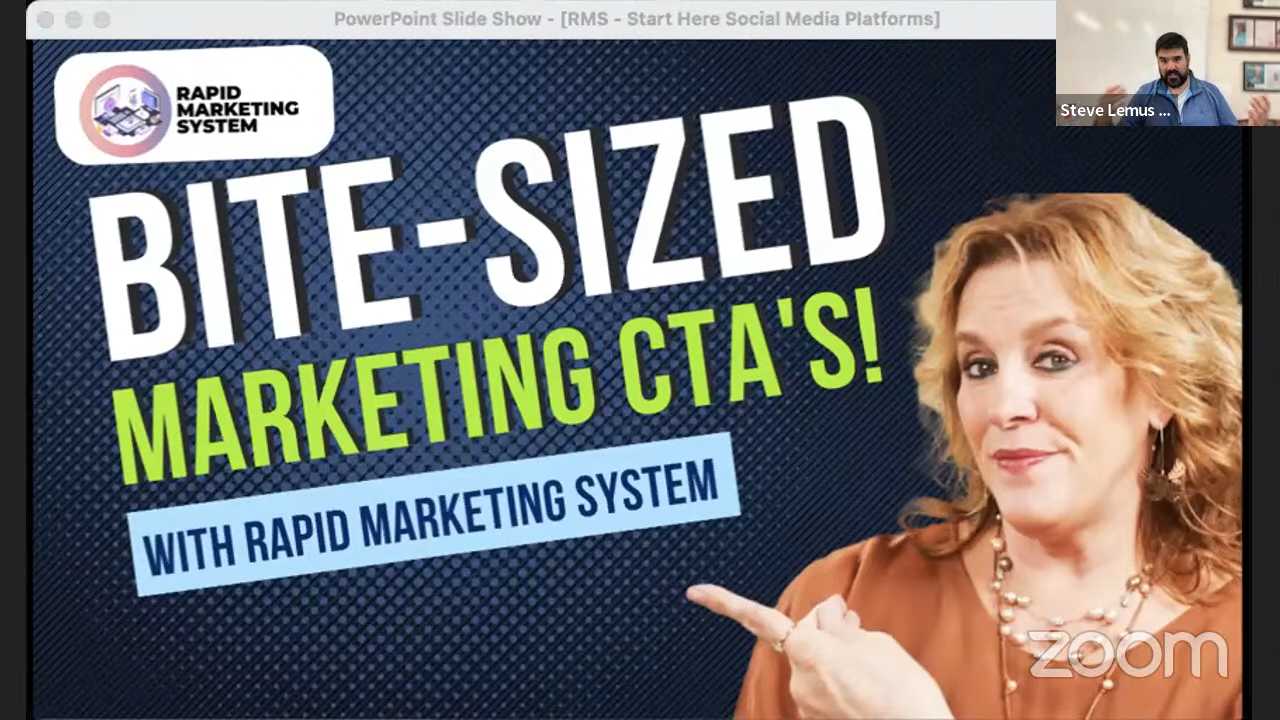 PowerPoint Slide Show - [RMS - Start Here Social Media Platforms]
Steve Lemus ...
RAPID
MARKETING
SYSTEM
BITE-SIZED
MARKETING CTA'S!
WITH RAPID MARKETING SYSTEM
zoom